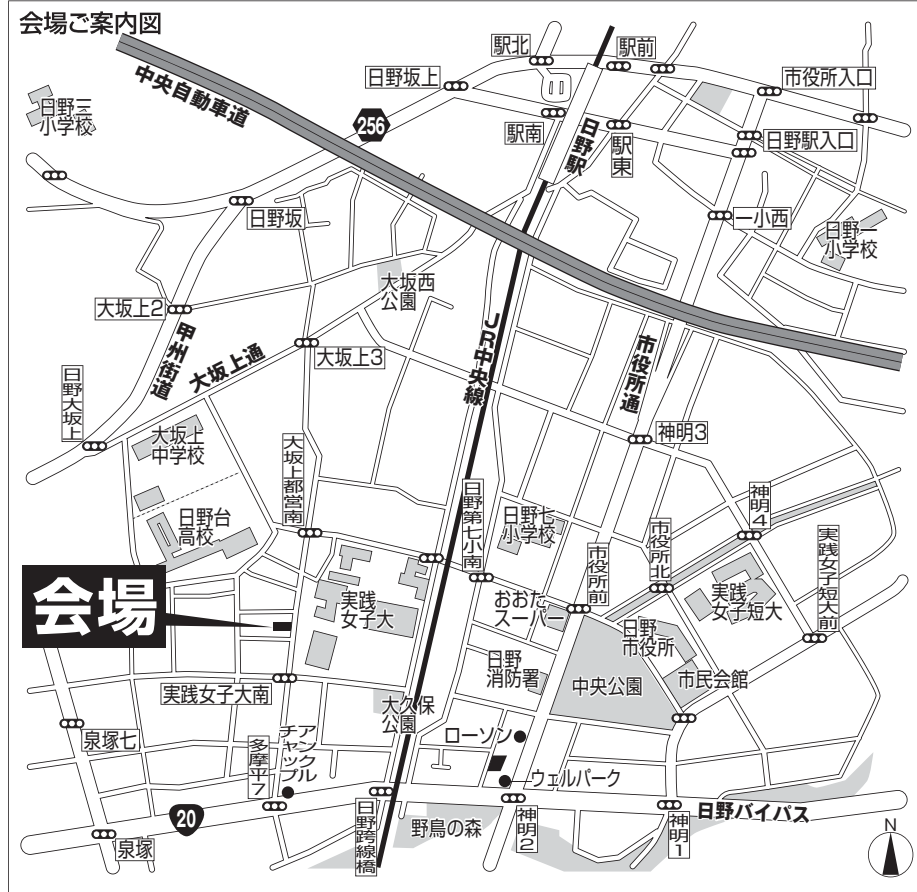 会場ご案内図
駅北
駅前
日野坂上
市役所入口
中央自動車道
日野三
小学校
256
駅南
日野駅
駅東
日野駅入口
日野坂
一小西
日野一
小学校
大坂西
公園
大坂上2
甲州街道
大坂上通
大坂上3
JR中央線
市役所通
日野大坂上
大坂上
中学校
神明3
大坂上都営南
日野台
高校
日野第七小南
日野七
小学校
神明4
市役所北
実践女子短大前
市役所前
会場
実践
女子大
おおた
スーパー
実践
女子短大
日野
市役所
日野
消防署
中央公園
市民会館
実践女子大南
大久保
公園
泉塚七
アンクル
チャップ
多摩平7
ローソン
ウェルパーク
20
泉塚
日野跨線橋
野鳥の森
神明2
神明1
日野バイパス
N